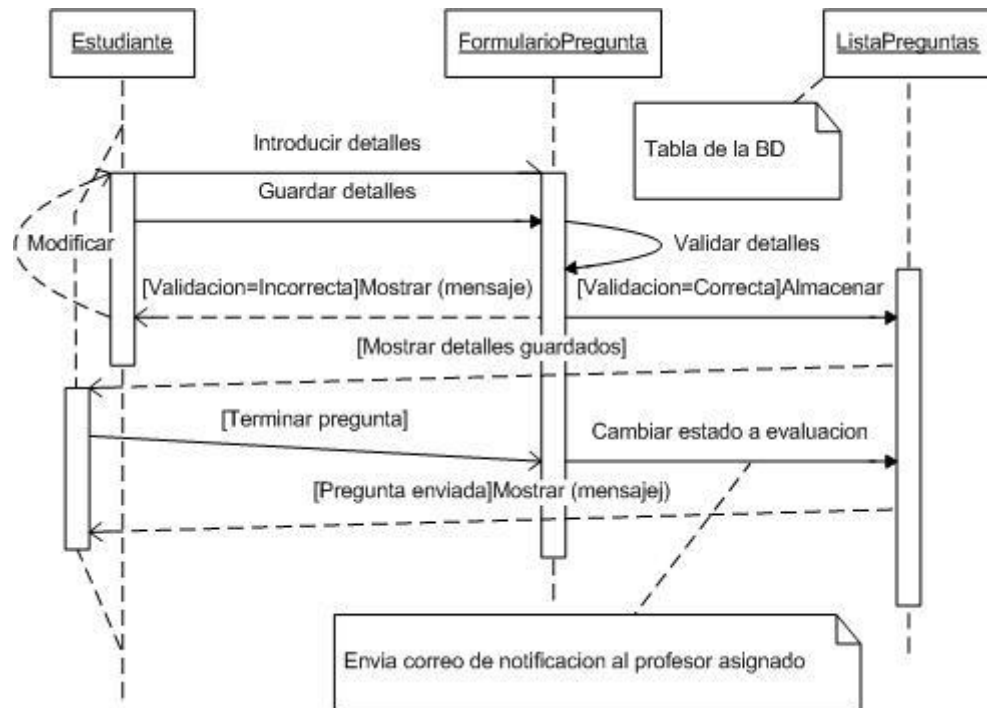 Estudiante
FormularioPregunta
ListaPreguntas
Tabla de la BD
Introducir detalles
Guardar detalles
Modificar
Validar detalles
[Validacion=Incorrecta]Mostrar (mensaje)
[Validacion=Correcta]Almacenar
[Mostrar detalles guardados]
[Terminar pregunta]
Cambiar estado a evaluacion
[Pregunta enviada]Mostrar (mensajej)
Envia correo de notificacion al profesor asignado